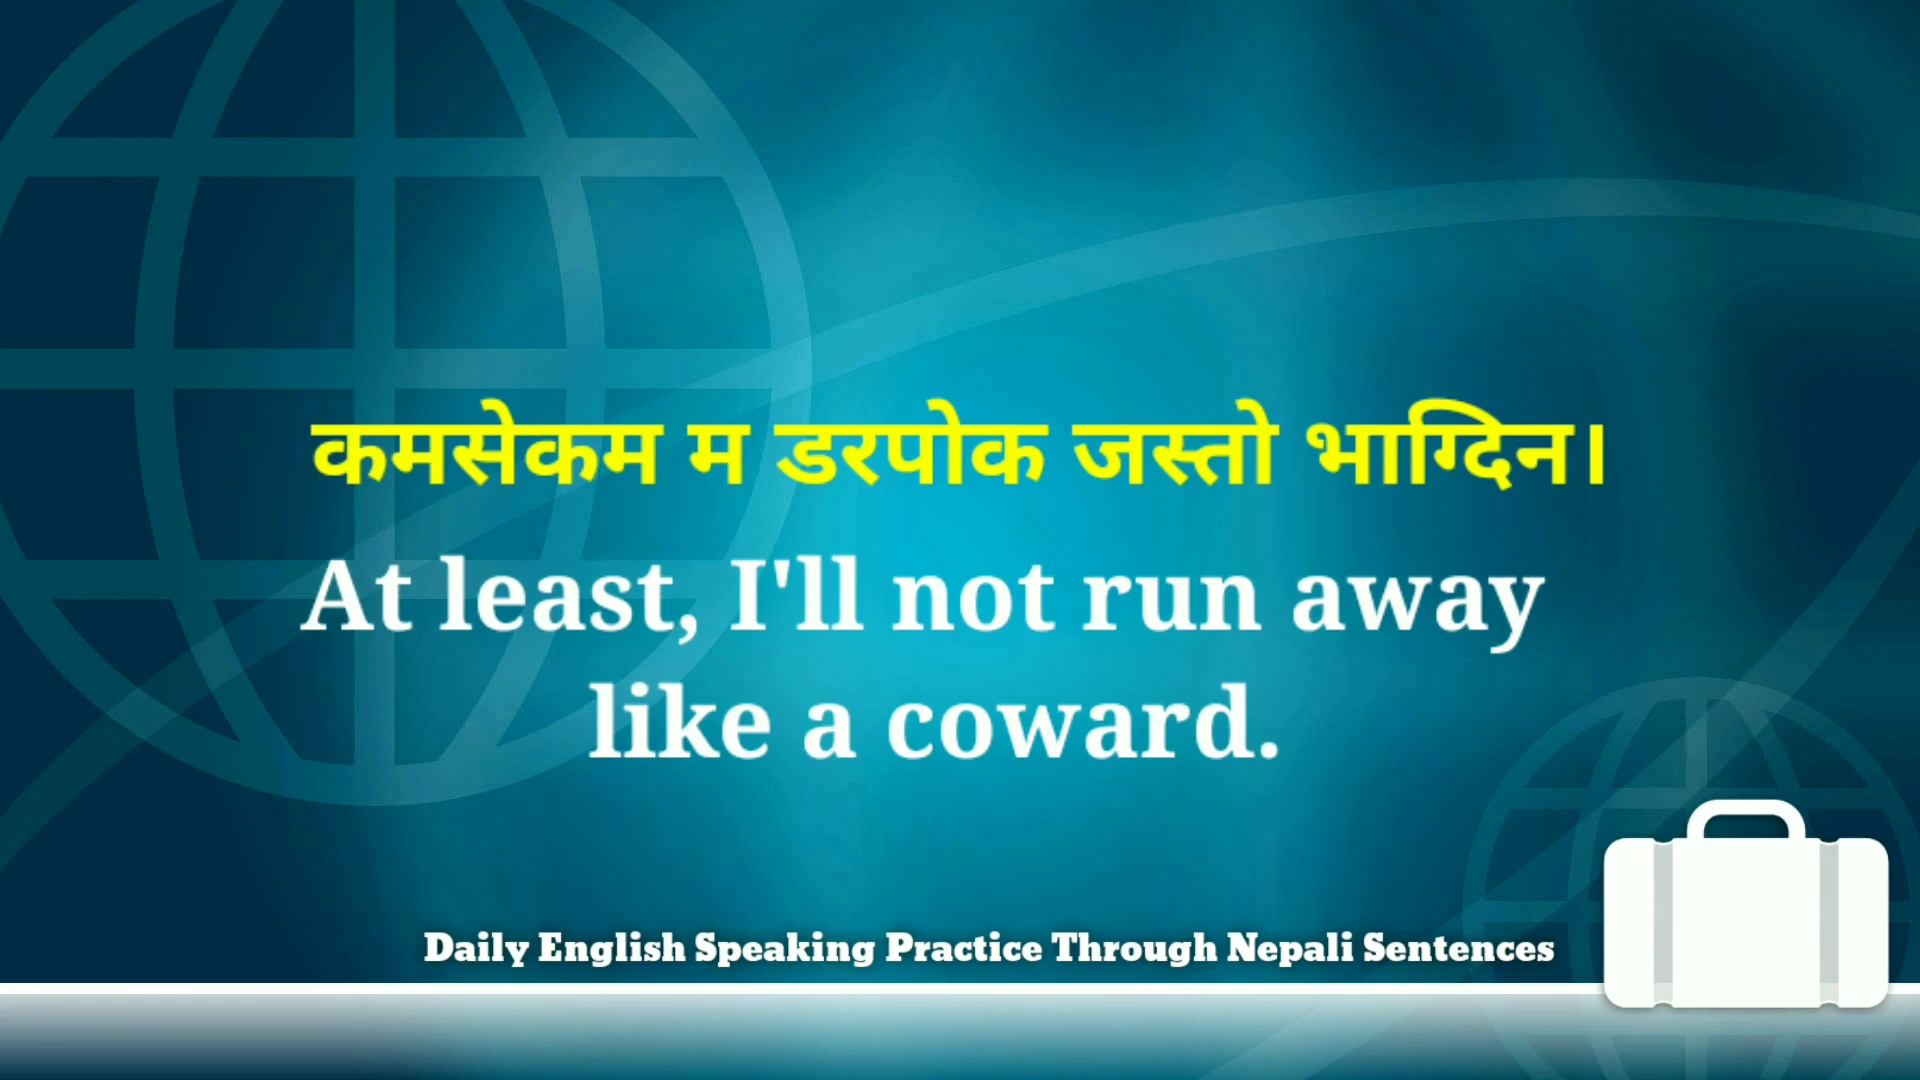 कमसेकम म डरपोक जस्तो भाग्दिन।
At least, I'll not run away
like a coward.
Daily English Speaking Practice Through Nepali Sentences